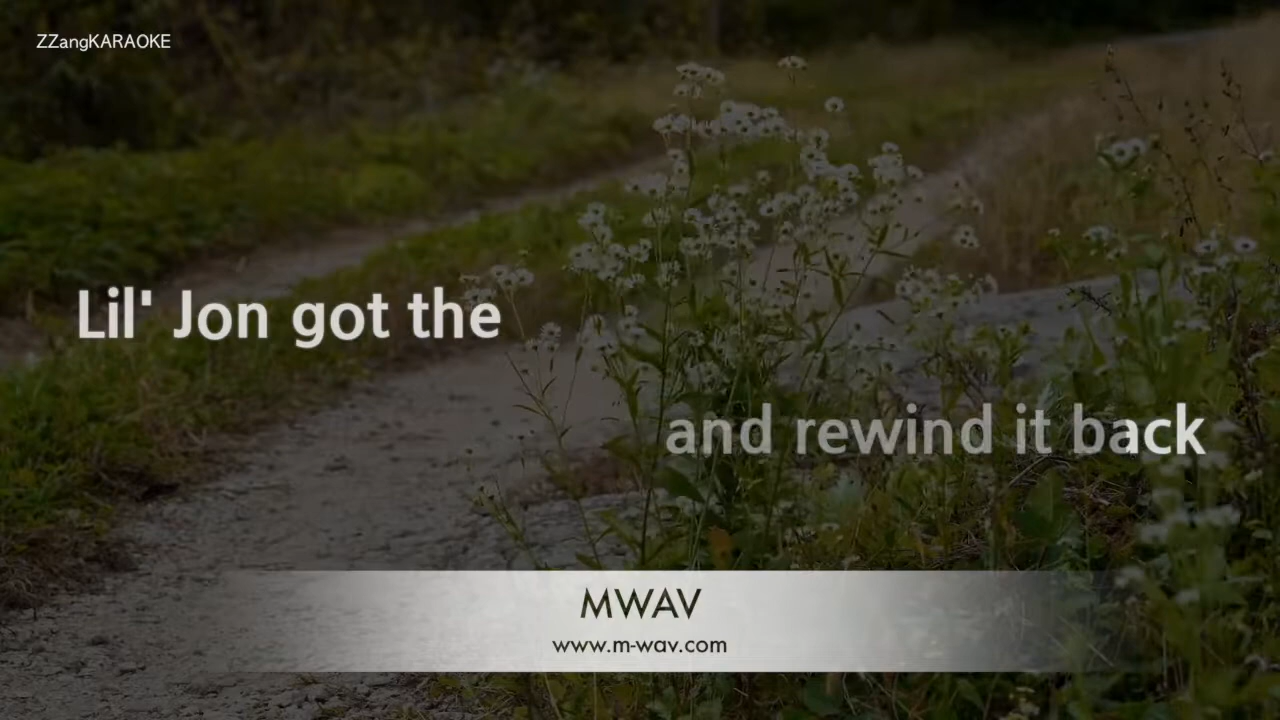 ZZangKARAOKE
Lil' Jon got the
and rewind it back
MWAV
www.m-wav.com